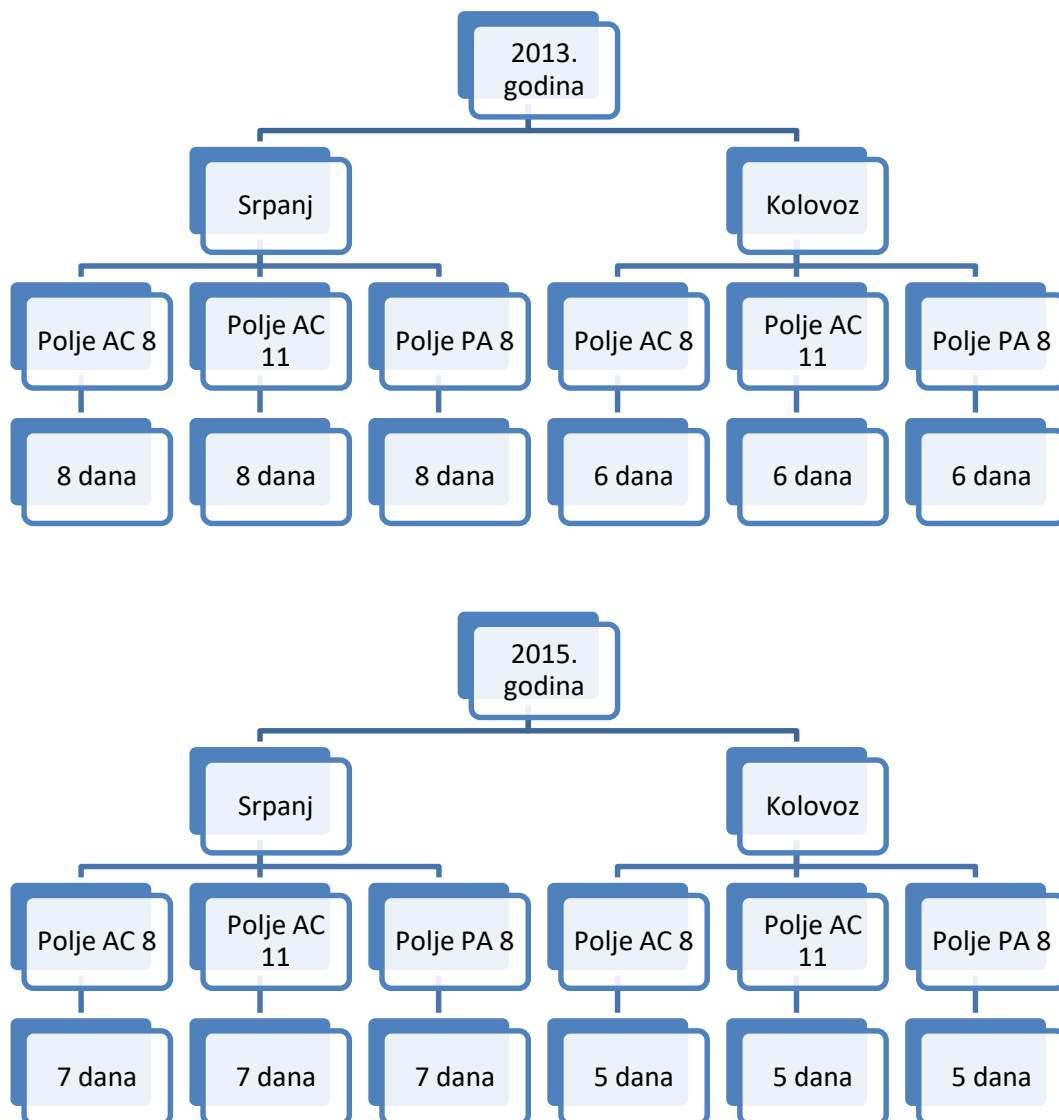 2013.
godina
Srpanj
Kolovoz
Polje AC 8
Polje AC
11
Polje PA 8
Polje AC 8
Polje AC
11
Polje PA 8
8 dana
8 dana
8 dana
6 dana
6 dana
6 dana
2015.
godina
Srpanj
Kolovoz
Polje AC 8
Polje AC
11
Polje PA 8
Polje AC 8
Polje AC
11
Polje PA 8
7 dana
7 dana
7 dana
5 dana
5 dana
5 dana